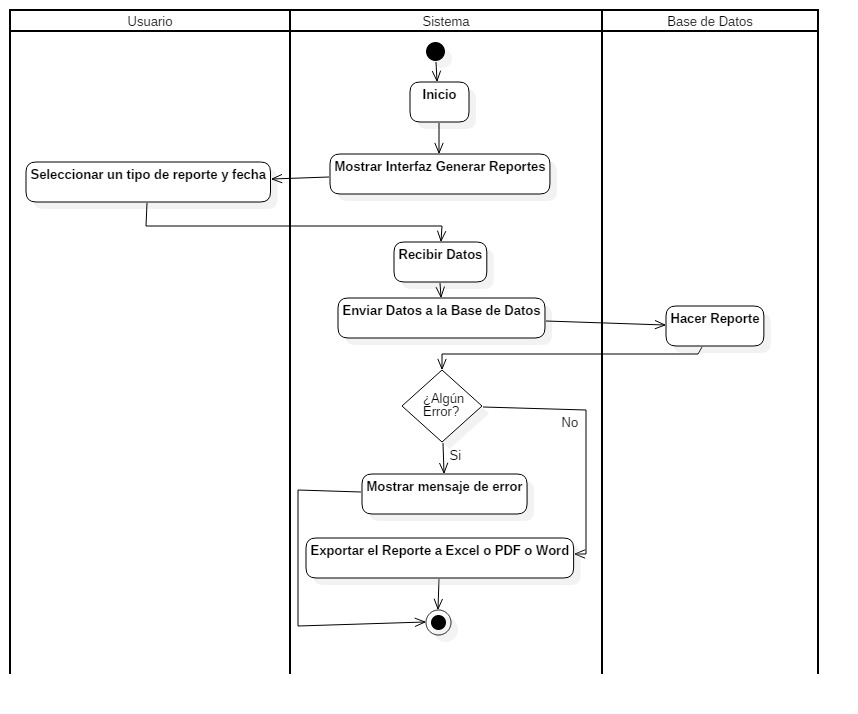 Usuario
Sistema
Base de Datos
Inicio
Mostrar Interfaz Generar Reportes
Seleccionar un tipo de reporte y fecha
Recibir Datos
Enviar Datos a la Base de Datos
Hacer Reporte
¿Algún
Error?
No
Si
Mostrar mensaje de error
Exportar el Reporte a Excel o PDF o Word